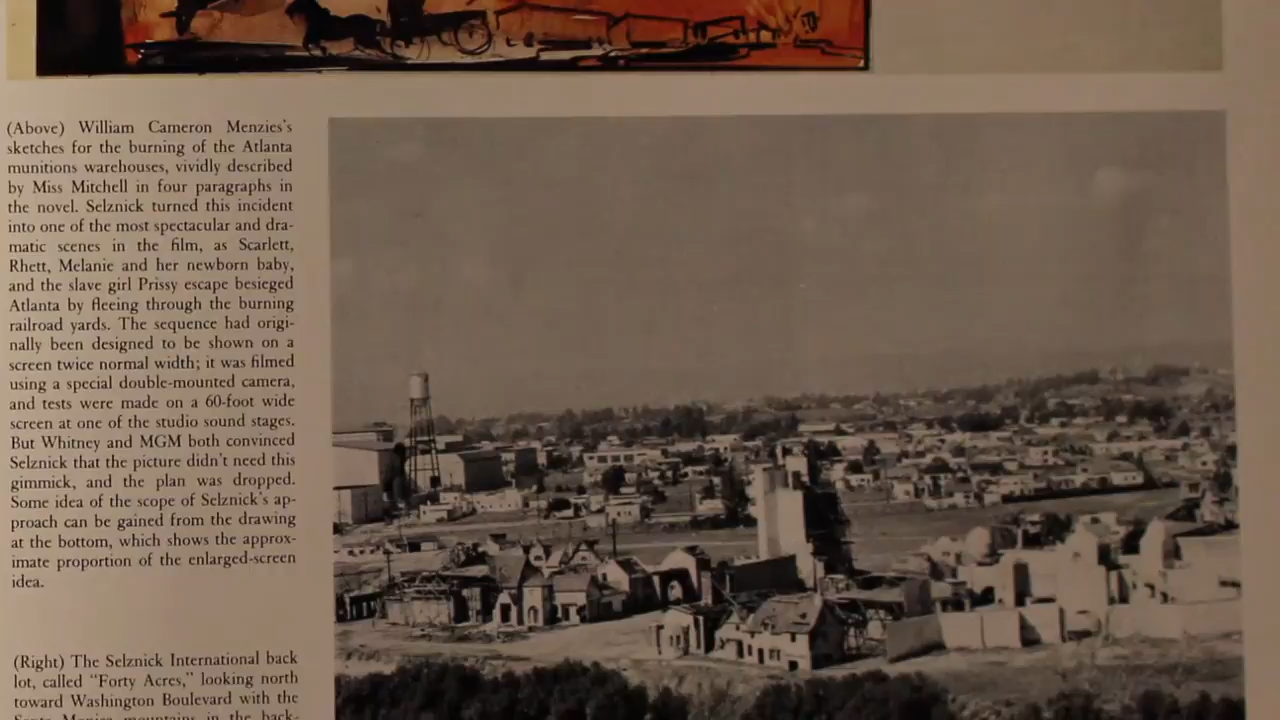 (Above) William Cameron Menzies's
sketches for the burning of the Atlanta
munitions warehouses, vividly described
by Miss Mitchell in four paragraphs in
the novel. Selznick turned this incident
into one of the most spectacular and dra-
matic scenes in the film, as Scarlett,
Rhett, Melanie and her newborn baby,
and the slave girl Prissy escape besieged
Atlanta by fleeing through the burning
railroad yards. The sequence had origi-
nally been designed to be shown on a
screen twice normal width; it was filmed
using a special double-mounted camera,
and tests were made on a 60-foot wide
screen at one of the studio sound stages.
But Whitney and MGM both convinced
Selznick that the picture didn't need this
gimmick, and the plan was dropped.
Some idea of the scope of Selznick's ap-
proach can be gained from the drawing
at the bottom, which shows the approx-
imate proportion of the enlarged-screen
idea.
(Right) The Selznick International back
lot, called "Forty Acres," looking north
toward Washington Boulevard with the
Santa Monica mountains in the back-